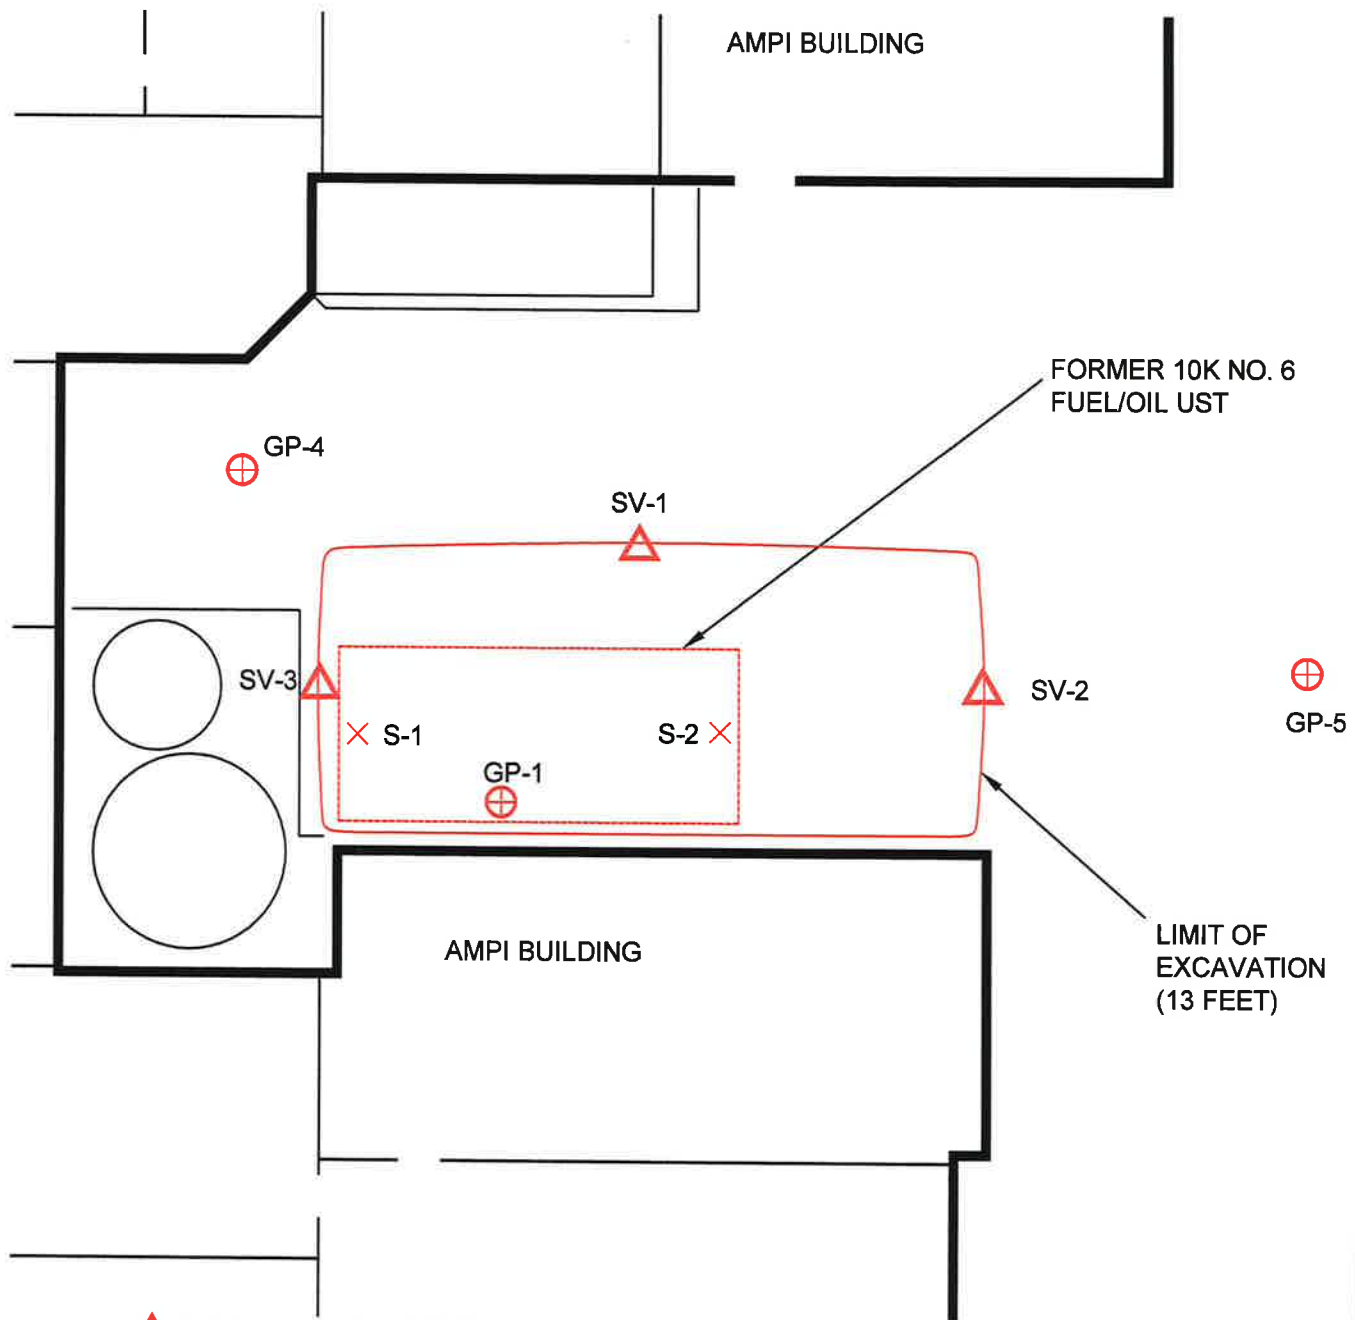 AMPI BUILDING
FORMER 10K NO. 6
FUEL/OIL UST
GP-4
SV-1
SV-3
SV-2
GP-5
S-1
S-2
GP-1
AMPI BUILDING
LIMIT OF
EXCAVATION
(13 FEET)